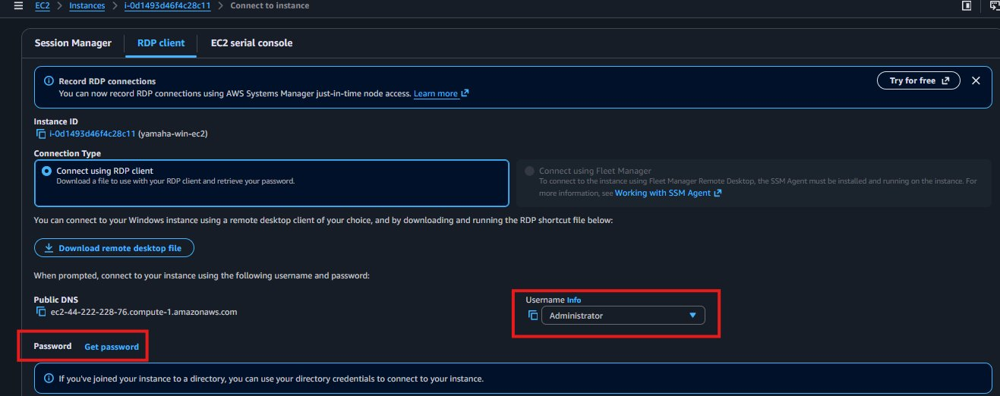 EC2 > Instances > i-0d1493d46f4c28c11 > Connect to instance
Session Manager RDP client EC2 serial console
Record RDP connections
You can now record RDP connections using AWS Systems Manager just-in-time node access. Learn more
Try for free
Instance ID
i-0d1493d46f4c28c11 (yamaha-win-ec2)
Connection Type
Connect using RDP client
Download a file to use with your RDP client and retrieve your password.
Connect using Fleet Manager
To connect to the instance using Fleet Manager Remote Desktop, the SSM Agent must be installed and running on the instance. For
more information, see Working with SSM Agent
You can connect to your Windows instance using a remote desktop client of your choice, and by downloading and running the RDP shortcut file below:
Download remote desktop file
When prompted, connect to your instance using the following username and password:
Public DNS
ec2-44-222-228-76.compute-1.amazonaws.com
Username Info
Administrator
Password Get password
If you've joined your instance to a directory, you can use your directory credentials to connect to your instance.